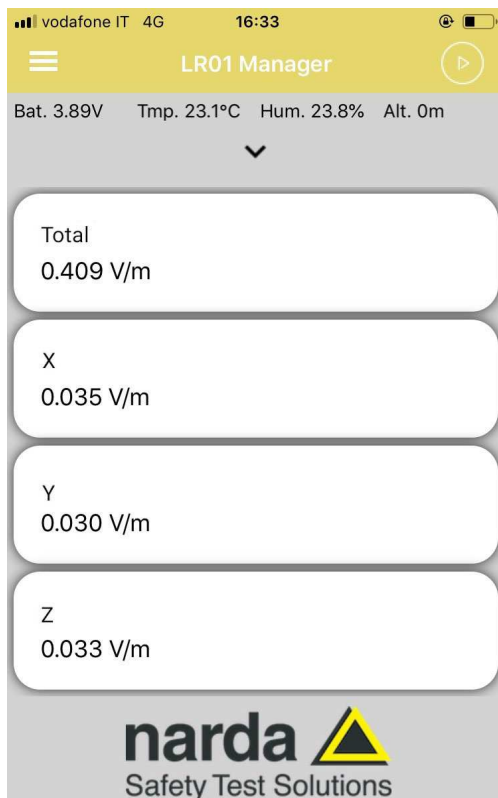 vodafone IT 4G 16:33
LR01 Manager
Bat. 3.89V Tmp. 23.1°C Hum. 23.8% Alt. 0m
Total
0.409 V/m
X
0.035 V/m
Y
0.030 V/m
Z
0.033 V/m
narda
Safety Test Solutions